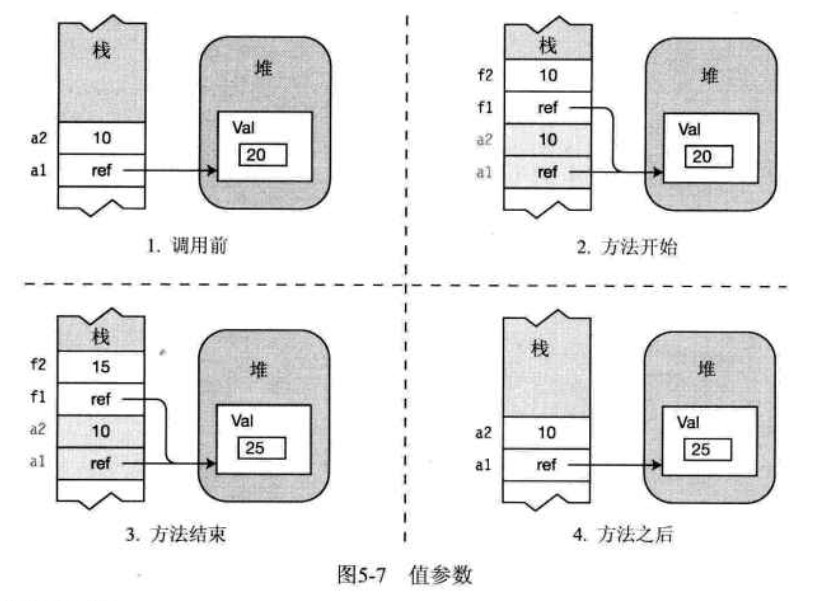 栈
堆
a2 10
a1 ref
Val
20
1. 调用前
栈
堆
f2 10
f1 ref
a2 10
a1 ref
Val
20
2. 方法开始
栈
堆
f2 15
f1 ref
a2 10
a1 ref
Val
25
3. 方法结束
栈
堆
a2 10
a1 ref
Val
25
4. 方法之后
图5-7 值参数